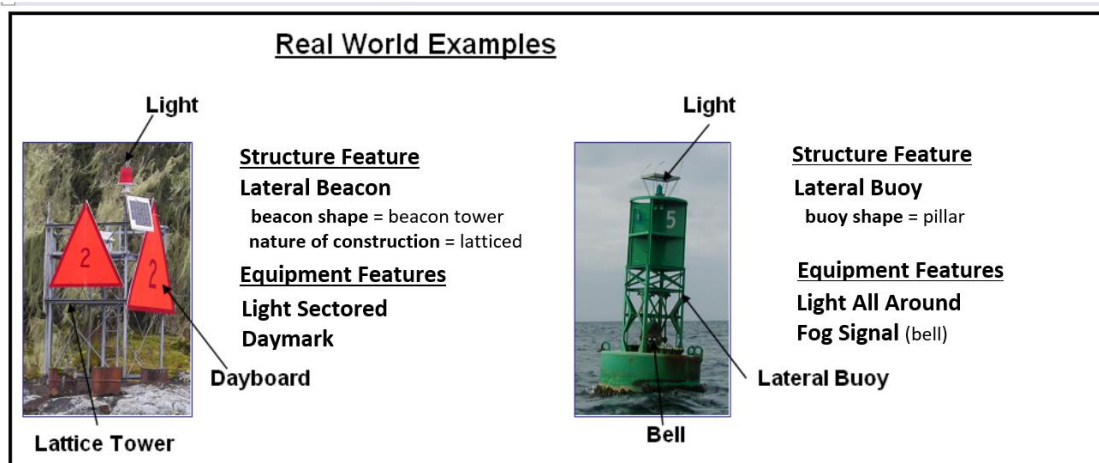 Real World Examples
Light
Structure Feature
Lateral Beacon
beacon shape = beacon tower
nature of construction = latticed
Equipment Features
Light Sectored
Daymark
2
2
Dayboard
Lattice Tower
Light
Structure Feature
Lateral Buoy
buoy shape = pillar
Equipment Features
Light All Around
Fog Signal (bell)
5
Lateral Buoy
Bell